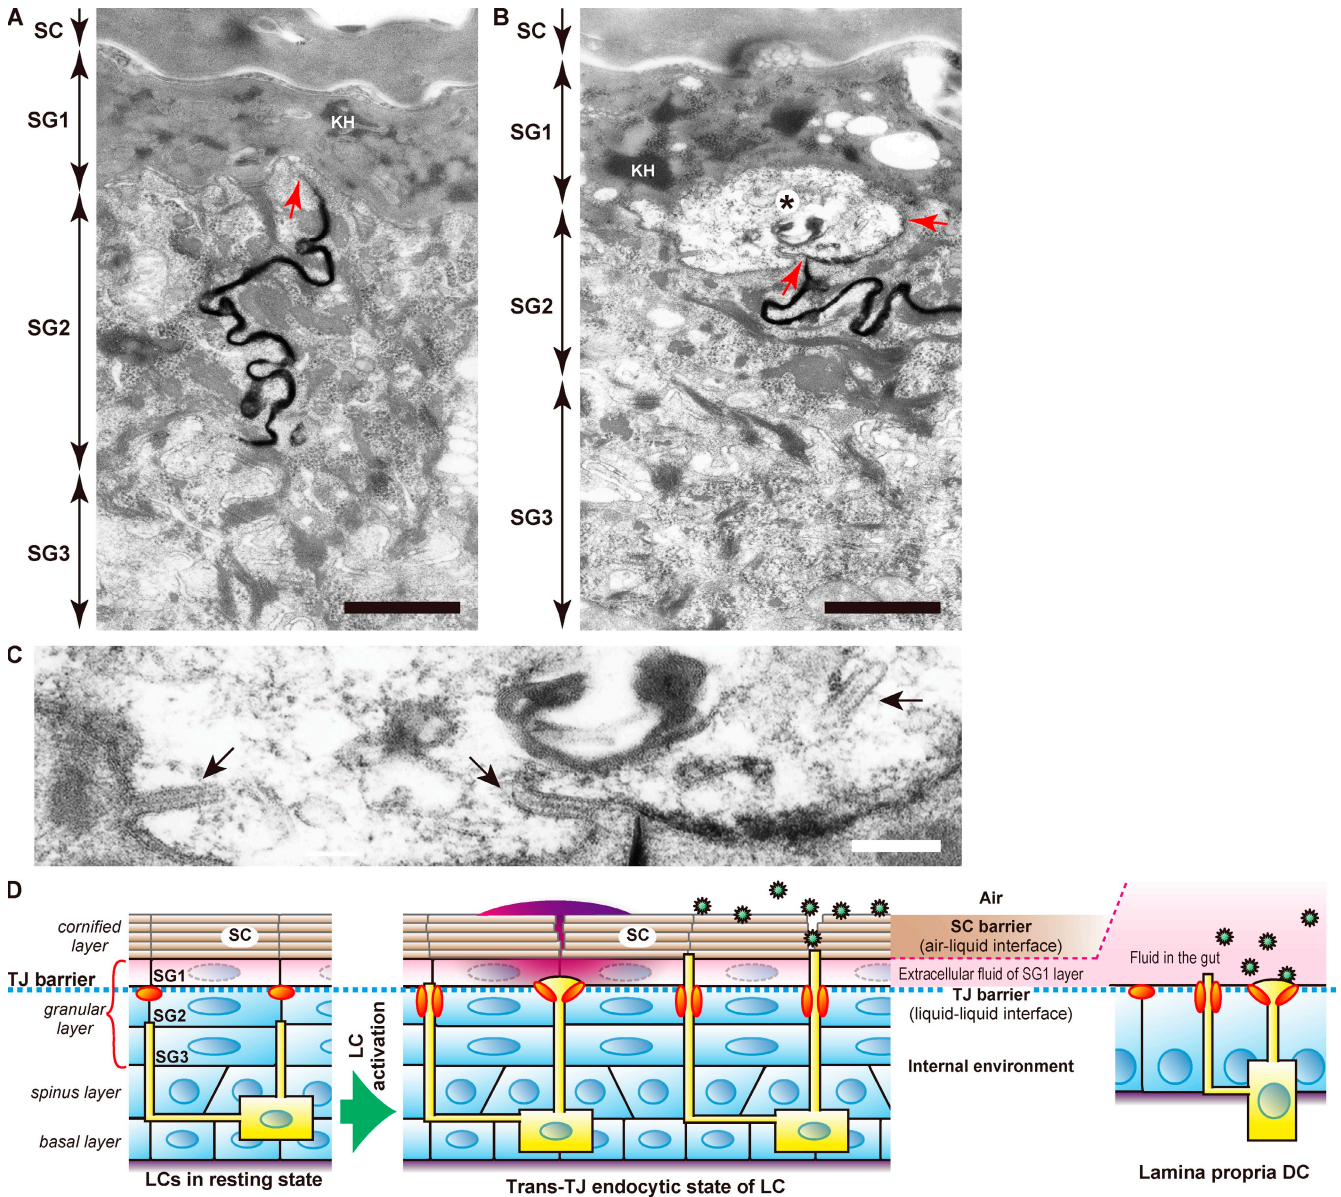 A
SC
SG1
SG2
SG3
KH
B
SC
SG1
SG2
SG3
KH
*
C
D
cornified
layer
TJ barrier
granular
layer
spinus layer
basal layer
SC
SG1
SG2
SG3
LCs in resting state
LC
activation
SC
Trans-TJ endocytic state of LC
Air
SC barrier
(air-liquid interface)
Extracellular fluid of SG1 layer
TJ barrier
(liquid-liquid interface)
Internal environment
Fluid in the gut
Lamina propria DC